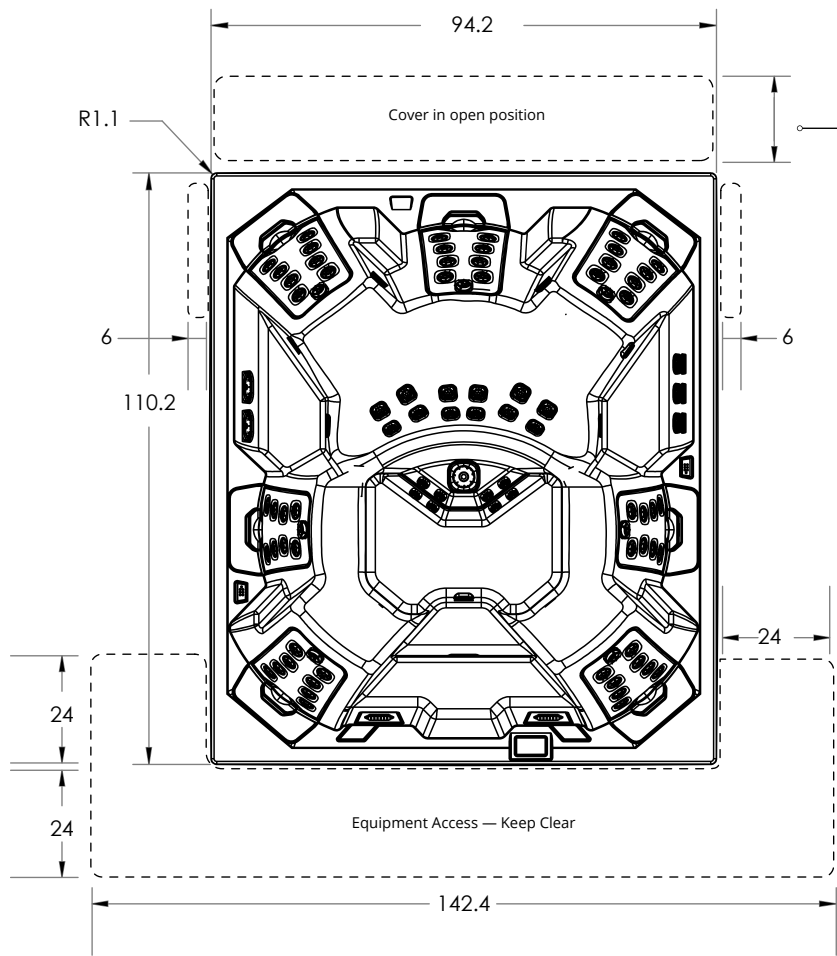 94.2
Cover in open position
R1.1
6
6
110.2
24
24
24
Equipment Access — Keep Clear
142.4